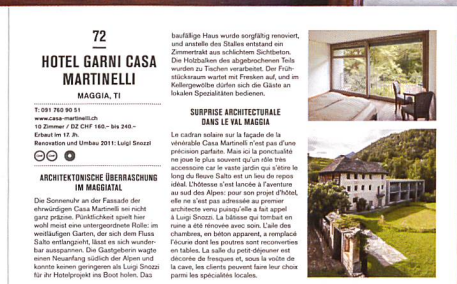 72
HOTEL GARNI CASA
MARTINELLI
MAGGIA, TI
T: 091 760 90 51
www.casa-martinelli.ch
10 Zimmer / DZ CHF 160,– bis 240.–
Erbaut im 17. Jh.
Renovation und Umbau 2011: Luigi Snozzi
ARCHITEKTONISCHE ÜBERRASCHUNG
IM MAGGIATAL
Die Sonnenuhr an der Fassade der
ehrwürdigen Casa Martinelli sei nicht
ganz präzise. Pünktlichkeit spielt hier
wohl meist eine untergeordnete Rolle: im
weitläufigen Garten, der sich dem Fluss
Salto entlangzieht, lässt es sich wunder-
bar ausspannen. Die Gastgeberin wagte
einen Neuanfang südlich der Alpen und
konnte keinen geringeren als Luigi Snozzi
für ihr Hotelprojekt ins Boot holen. Das
baufällige Haus wurde sorgfältig renoviert,
und anstelle des Stalles entstand ein
Zimmertrakt aus schlichtem Sichtbeton.
Die Holzbalken des abgebrochenen Teils
wurden zu Tischen verarbeitet. Der Früh-
stücksraum wartet mit Fresken auf, und im
Kellergewölbe dürfen sich die Gäste an
lokalen Spezialitäten bedienen.
SURPRISE ARCHITECTURALE
DANS LE VAL MAGGIA
Le cadran solaire sur la façade de la
vénérable Casa Martinelli n'est pas d'une
précision parfaite. Mais ici la ponctualité
ne joue le plus souvent qu'un rôle très
accessoire car le vaste jardin qui s'étire le
long du fleuve Salto est un lieu de repos
idéal. L'hôtesse s'est lancée à l'aventure
au sud des Alpes: pour son projet d'hôtel,
elle ne s'est pas adressée au premier
architecte venu puisqu'elle a fait appel
à Luigi Snozzi. La bâtisse qui tombait en
ruine a été rénovée avec soin. L'aile des
chambres, en béton apparent, a remplacé
l'écurie dont les poutres sont reconverties
en tables. La salle du petit-déjeuner est
décorée de fresques et, sous la voûte de
la cave, les clients peuvent faire leur choix
parmi les spécialités locales.